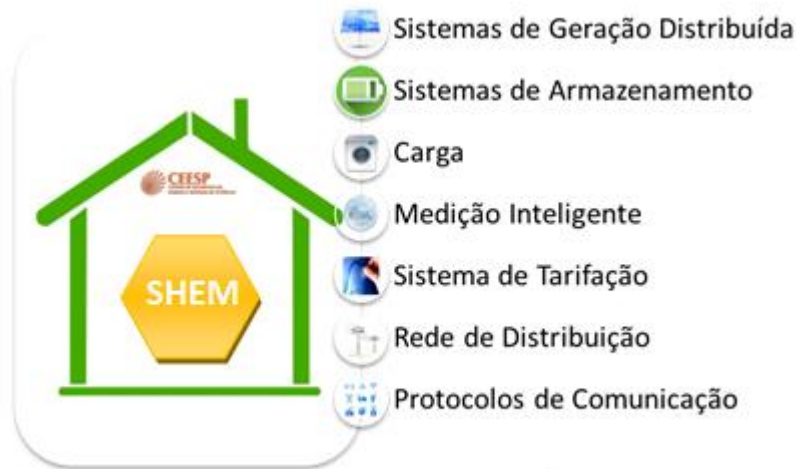 Sistemas de Geração Distribuída
Sistemas de Armazenamento
Carga
CEESP
Medição Inteligente
SHEM
Sistema de Tarifação
Rede de Distribuição
Protocolos de Comunicação